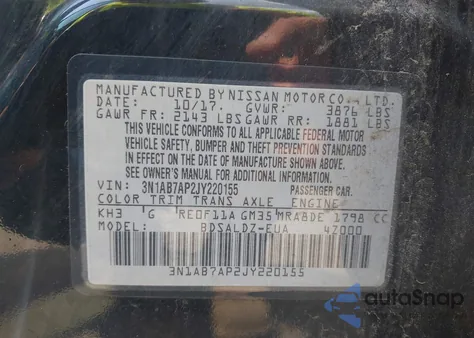 MANUFACTURED BY NISSAN MOTOR CO., LTD.
DATE: 10/17. GVWR: 3876 LBS
GAWR FR: 2143 LBS GAWR RR: 1881 LBS
THIS VEHICLE CONFORMS TO ALL APPLICABLE FEDERAL MOTOR
VEHICLE SAFETY, BUMPER AND THEFT PREVENTION STANDARDS
IN EFFECT ON THE DATE OF MANUFACTURE SHOWN ABOVE.
SEE OWNER'S MANUAL FOR ADDITIONAL INFORMATION.
VIN: 3N1AB7AP2JY220155 PASSENGER CAR.
COLOR TRIM TRANS AXLE ENGINE
KH3 G RE0F11A GM35 MRA8DE 1798 CC
MODEL: BDSALDZ-EUA 4Z000
3N1AB7AP2JY220155
autoSnap